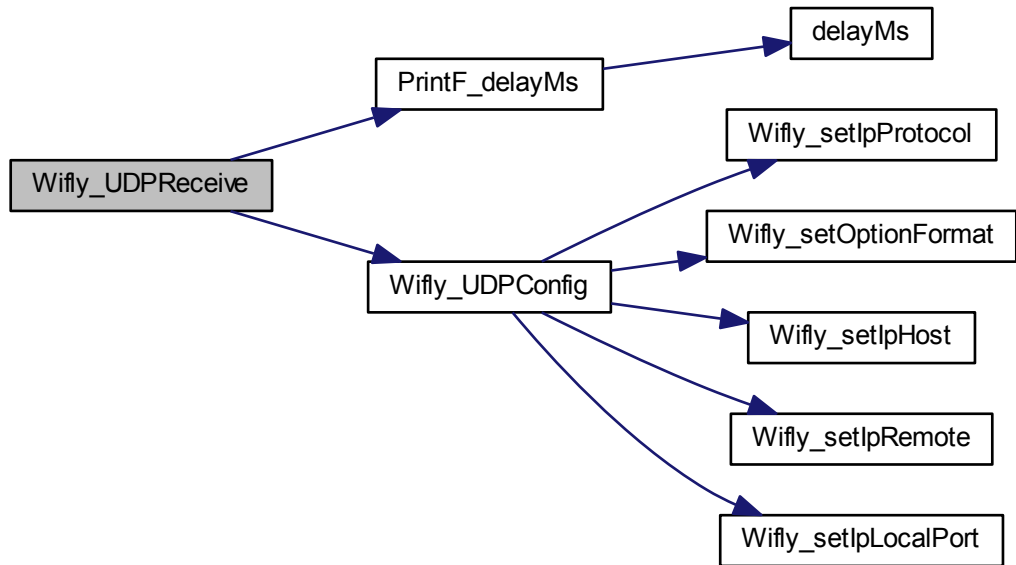 delayMs
PrintF_delayMs
Wifly_setIpProtocol
Wifly_UDPReceive
Wifly_setOptionFormat
Wifly_UDPConfig
Wifly_setIpHost
Wifly_setIpRemote
Wifly_setIpLocalPort